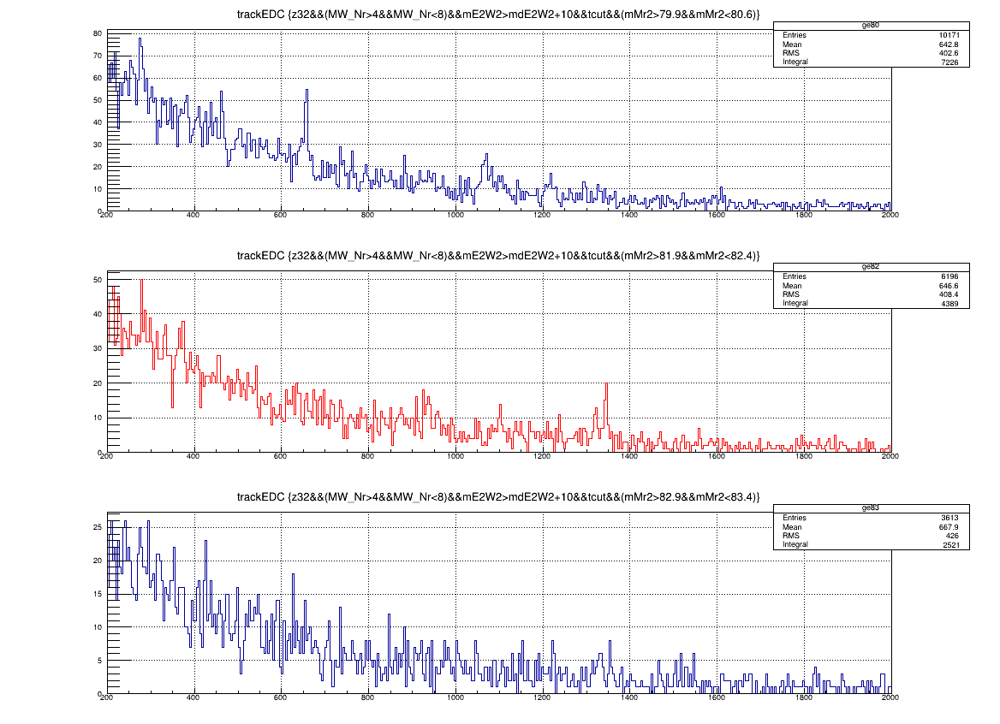 trackEDC {z32&&(MW_Nr>4&&MW_Nr<8)&&mE2W2>mdE2W2+10&&tcut&&(mMr2>79.9&&mMr2<80.6)}
ge80
Entries 10171
Mean 642.8
RMS 402.6
Integral 7226
80
70
60
50
40
30
20
10
0
200 400 600 800 1000 1200 1400 1600 1800 2000
trackEDC {z32&&(MW_Nr>4&&MW_Nr<8)&&mE2W2>mdE2W2+10&&tcut&&(mMr2>81.9&&mMr2<82.4)}
ge82
Entries 6196
Mean 646.6
RMS 408.4
Integral 4389
50
40
30
20
10
0
200 400 600 800 1000 1200 1400 1600 1800 2000
trackEDC {z32&&(MW_Nr>4&&MW_Nr<8)&&mE2W2>mdE2W2+10&&tcut&&(mMr2>82.9&&mMr2<83.4)}
ge83
Entries 3613
Mean 667.9
RMS 426
Integral 2521
25
20
15
10
5
0
200 400 600 800 1000 1200 1400 1600 1800 2000